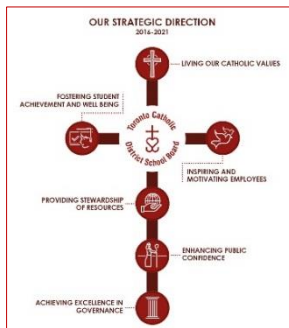 OUR STRATEGIC DIRECTION
2016-2021
LIVING OUR CATHOLIC VALUES
FOSTERING STUDENT
ACHIEVEMENT AND WELL BEING
Toronto Catholic
District School Board
INSPIRING AND
MOTIVATING EMPLOYEES
PROVIDING STEWARDSHIP
OF RESOURCES
ENHANCING PUBLIC
CONFIDENCE
ACHIEVING EXCELLENCE IN
GOVERNANCE